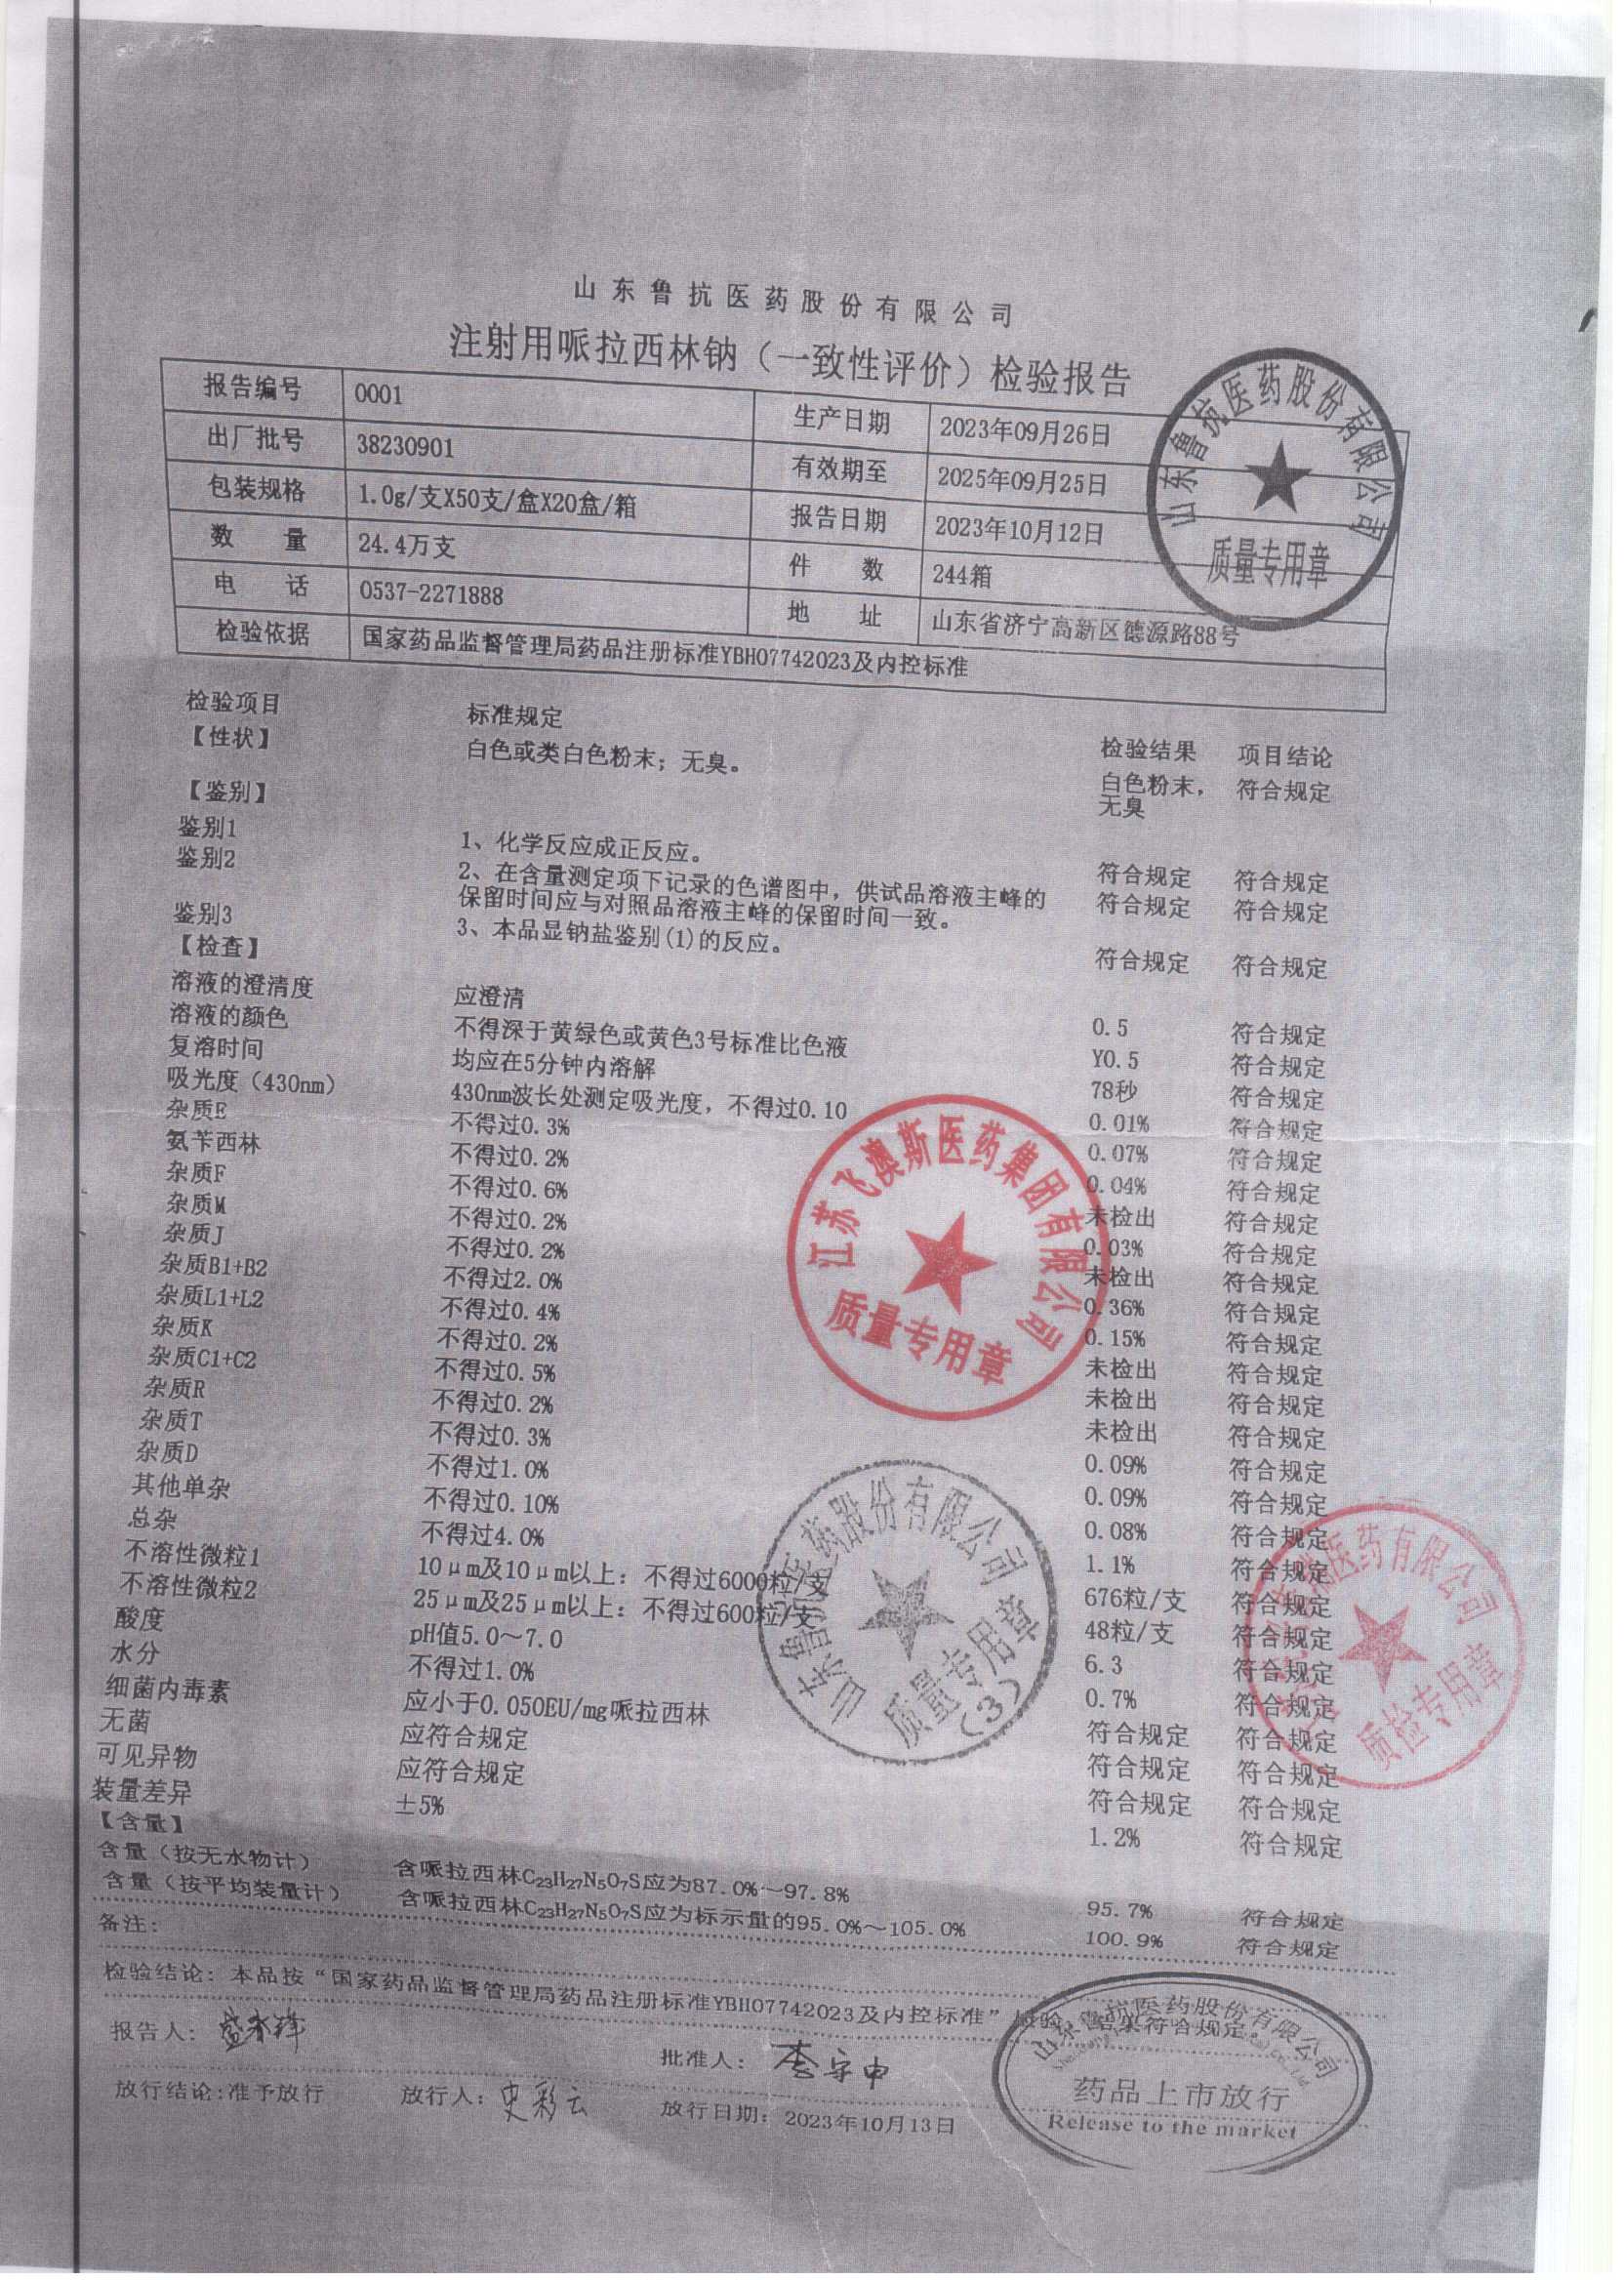 山东鲁抗医药股份有限公司
注射用哌拉西林钠（一致性评价）检验报告
报告编号 0001 生产日期 2023年09月26日
出厂批号 38230901 有效期至 2025年09月25日
包装规格 1.0g/支X50支/盒X20盒/箱 报告日期 2023年10月12日
数 量 24.4万支 件 数 244箱
电 话 0537-2271888 地 址 山东省济宁高新区德源路88号
检验依据 国家药品监督管理局药品注册标准YBH07742023及内控标准
山东鲁抗医药股份有限公司
质量专用章
检验项目 标准规定 检验结果 项目结论
【性状】 白色或类白色粉末；无臭。 白色粉末， 符合规定
无臭
【鉴别】
鉴别1 1、化学反应成正反应。 符合规定 符合规定
鉴别2 2、在含量测定项下记录的色谱图中，供试品溶液主峰的 符合规定 符合规定
保留时间应与对照品溶液主峰的保留时间一致。
鉴别3 3、本品显钠盐鉴别(1)的反应。 符合规定 符合规定
【检查】
溶液的澄清度 应澄清 0.5 符合规定
溶液的颜色 不得深于黄绿色或黄色3号标准比色液 Y0.5 符合规定
复溶时间 均应在5分钟内溶解 78秒 符合规定
吸光度（430nm） 430nm波长处测定吸光度，不得过0.10 0.01% 符合规定
杂质E 不得过0.3% 0.07% 符合规定
氨苄西林 不得过0.2% 0.04% 符合规定
杂质F 不得过0.6% 未检出 符合规定
杂质M 不得过0.2% 0.03% 符合规定
杂质J 不得过0.2% 未检出 符合规定
杂质B1+B2 不得过2.0% 0.36% 符合规定
杂质L1+L2 不得过0.4% 0.15% 符合规定
杂质K 不得过0.2% 未检出 符合规定
杂质C1+C2 不得过0.5% 未检出 符合规定
杂质R 不得过0.2% 未检出 符合规定
杂质T 不得过0.3% 0.09% 符合规定
杂质D 不得过1.0% 0.09% 符合规定
其他单杂 不得过0.10% 0.08% 符合规定
总杂 不得过4.0% 1.1% 符合规定
不溶性微粒1 10μm及10μm以上：不得过6000粒/支 676粒/支 符合规定
不溶性微粒2 25μm及25μm以上：不得过600粒/支 48粒/支 符合规定
酸度 pH值5.0～7.0 6.3 符合规定
水分 不得过1.0% 0.7% 符合规定
细菌内毒素 应小于0.050EU/mg哌拉西林 符合规定 符合规定
无菌 应符合规定 符合规定 符合规定
可见异物 应符合规定 符合规定 符合规定
装量差异 ±5% 1.2% 符合规定
【含量】
含量（按无水物计） 含哌拉西林C₂₃H₂₇N₅O₇S应为87.0%～97.8% 95.7% 符合规定
含量（按平均装量计） 含哌拉西林C₂₃H₂₇N₅O₇S应为标示量的95.0%～105.0% 100.9% 符合规定
江苏飞澳斯医药集团有限公司
质量专用章
山东鲁抗医药股份有限公司
质量专用章
（3）
医药有限公司
质检专用章
备注：
检验结论：本品按“国家药品监督管理局药品注册标准YBH07742023及内控标准”检验，结果符合规定。
报告人： 批准人：李守申
放行结论：准予放行 放行人：史彩云 放行日期：2023年10月13日
山东鲁抗医药股份有限公司
药品上市放行
Release to the market